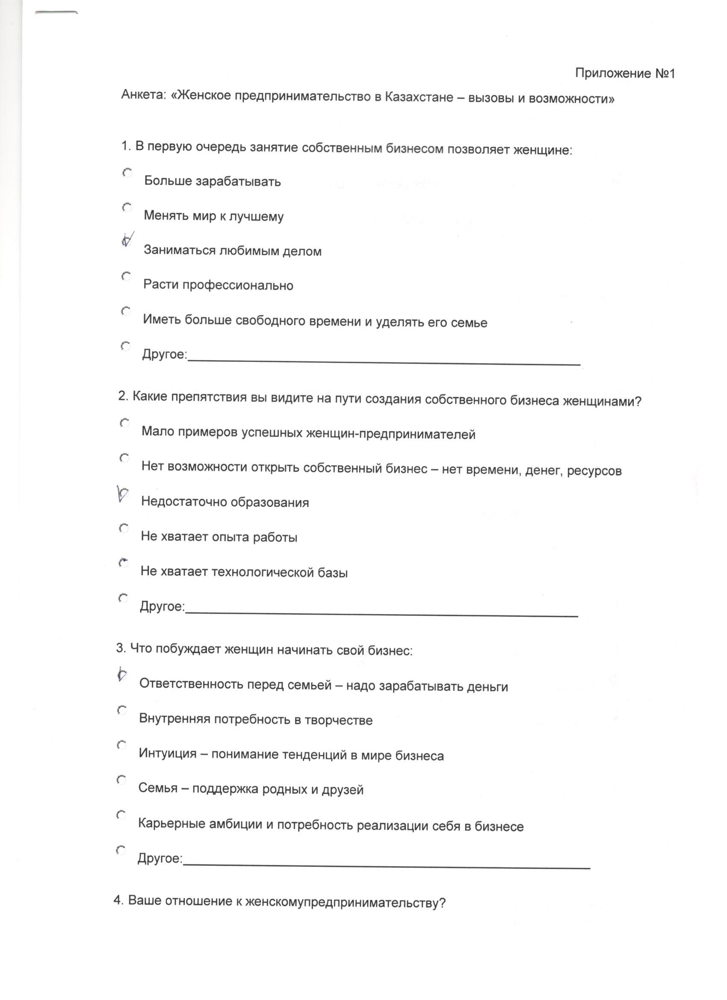 Приложение №1
Анкета: «Женское предпринимательство в Казахстане – вызовы и возможности»
1. В первую очередь занятие собственным бизнесом позволяет женщине:
Больше зарабатывать
Менять мир к лучшему
Заниматься любимым делом
Расти профессионально
Иметь больше свободного времени и уделять его семье
Другое:
2. Какие препятствия вы видите на пути создания собственного бизнеса женщинами?
Мало примеров успешных женщин-предпринимателей
Нет возможности открыть собственный бизнес – нет времени, денег, ресурсов
Недостаточно образования
Не хватает опыта работы
Не хватает технологической базы
Другое:
3. Что побуждает женщин начинать свой бизнес:
Ответственность перед семьей – надо зарабатывать деньги
Внутренняя потребность в творчестве
Интуиция – понимание тенденций в мире бизнеса
Семья – поддержка родных и друзей
Карьерные амбиции и потребность реализации себя в бизнесе
Другое:
4. Ваше отношение к женскомупредпринимательству?